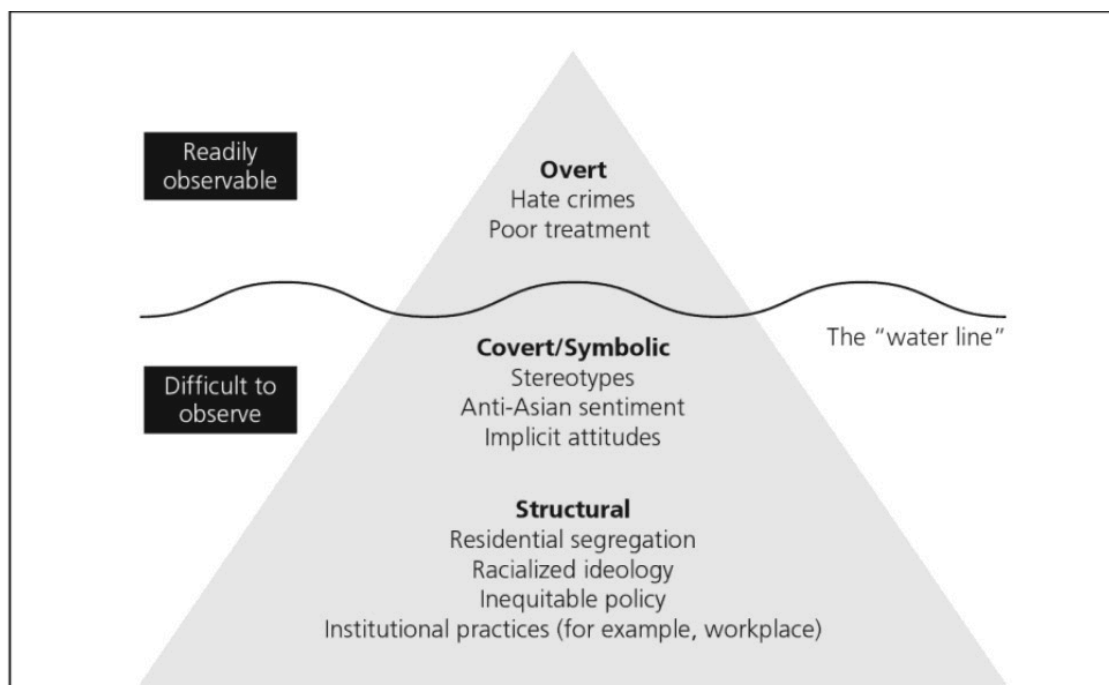 Readily
observable
Overt
Hate crimes
Poor treatment
The “water line”
Difficult to
observe
Covert/Symbolic
Stereotypes
Anti-Asian sentiment
Implicit attitudes
Structural
Residential segregation
Racialized ideology
Inequitable policy
Institutional practices (for example, workplace)